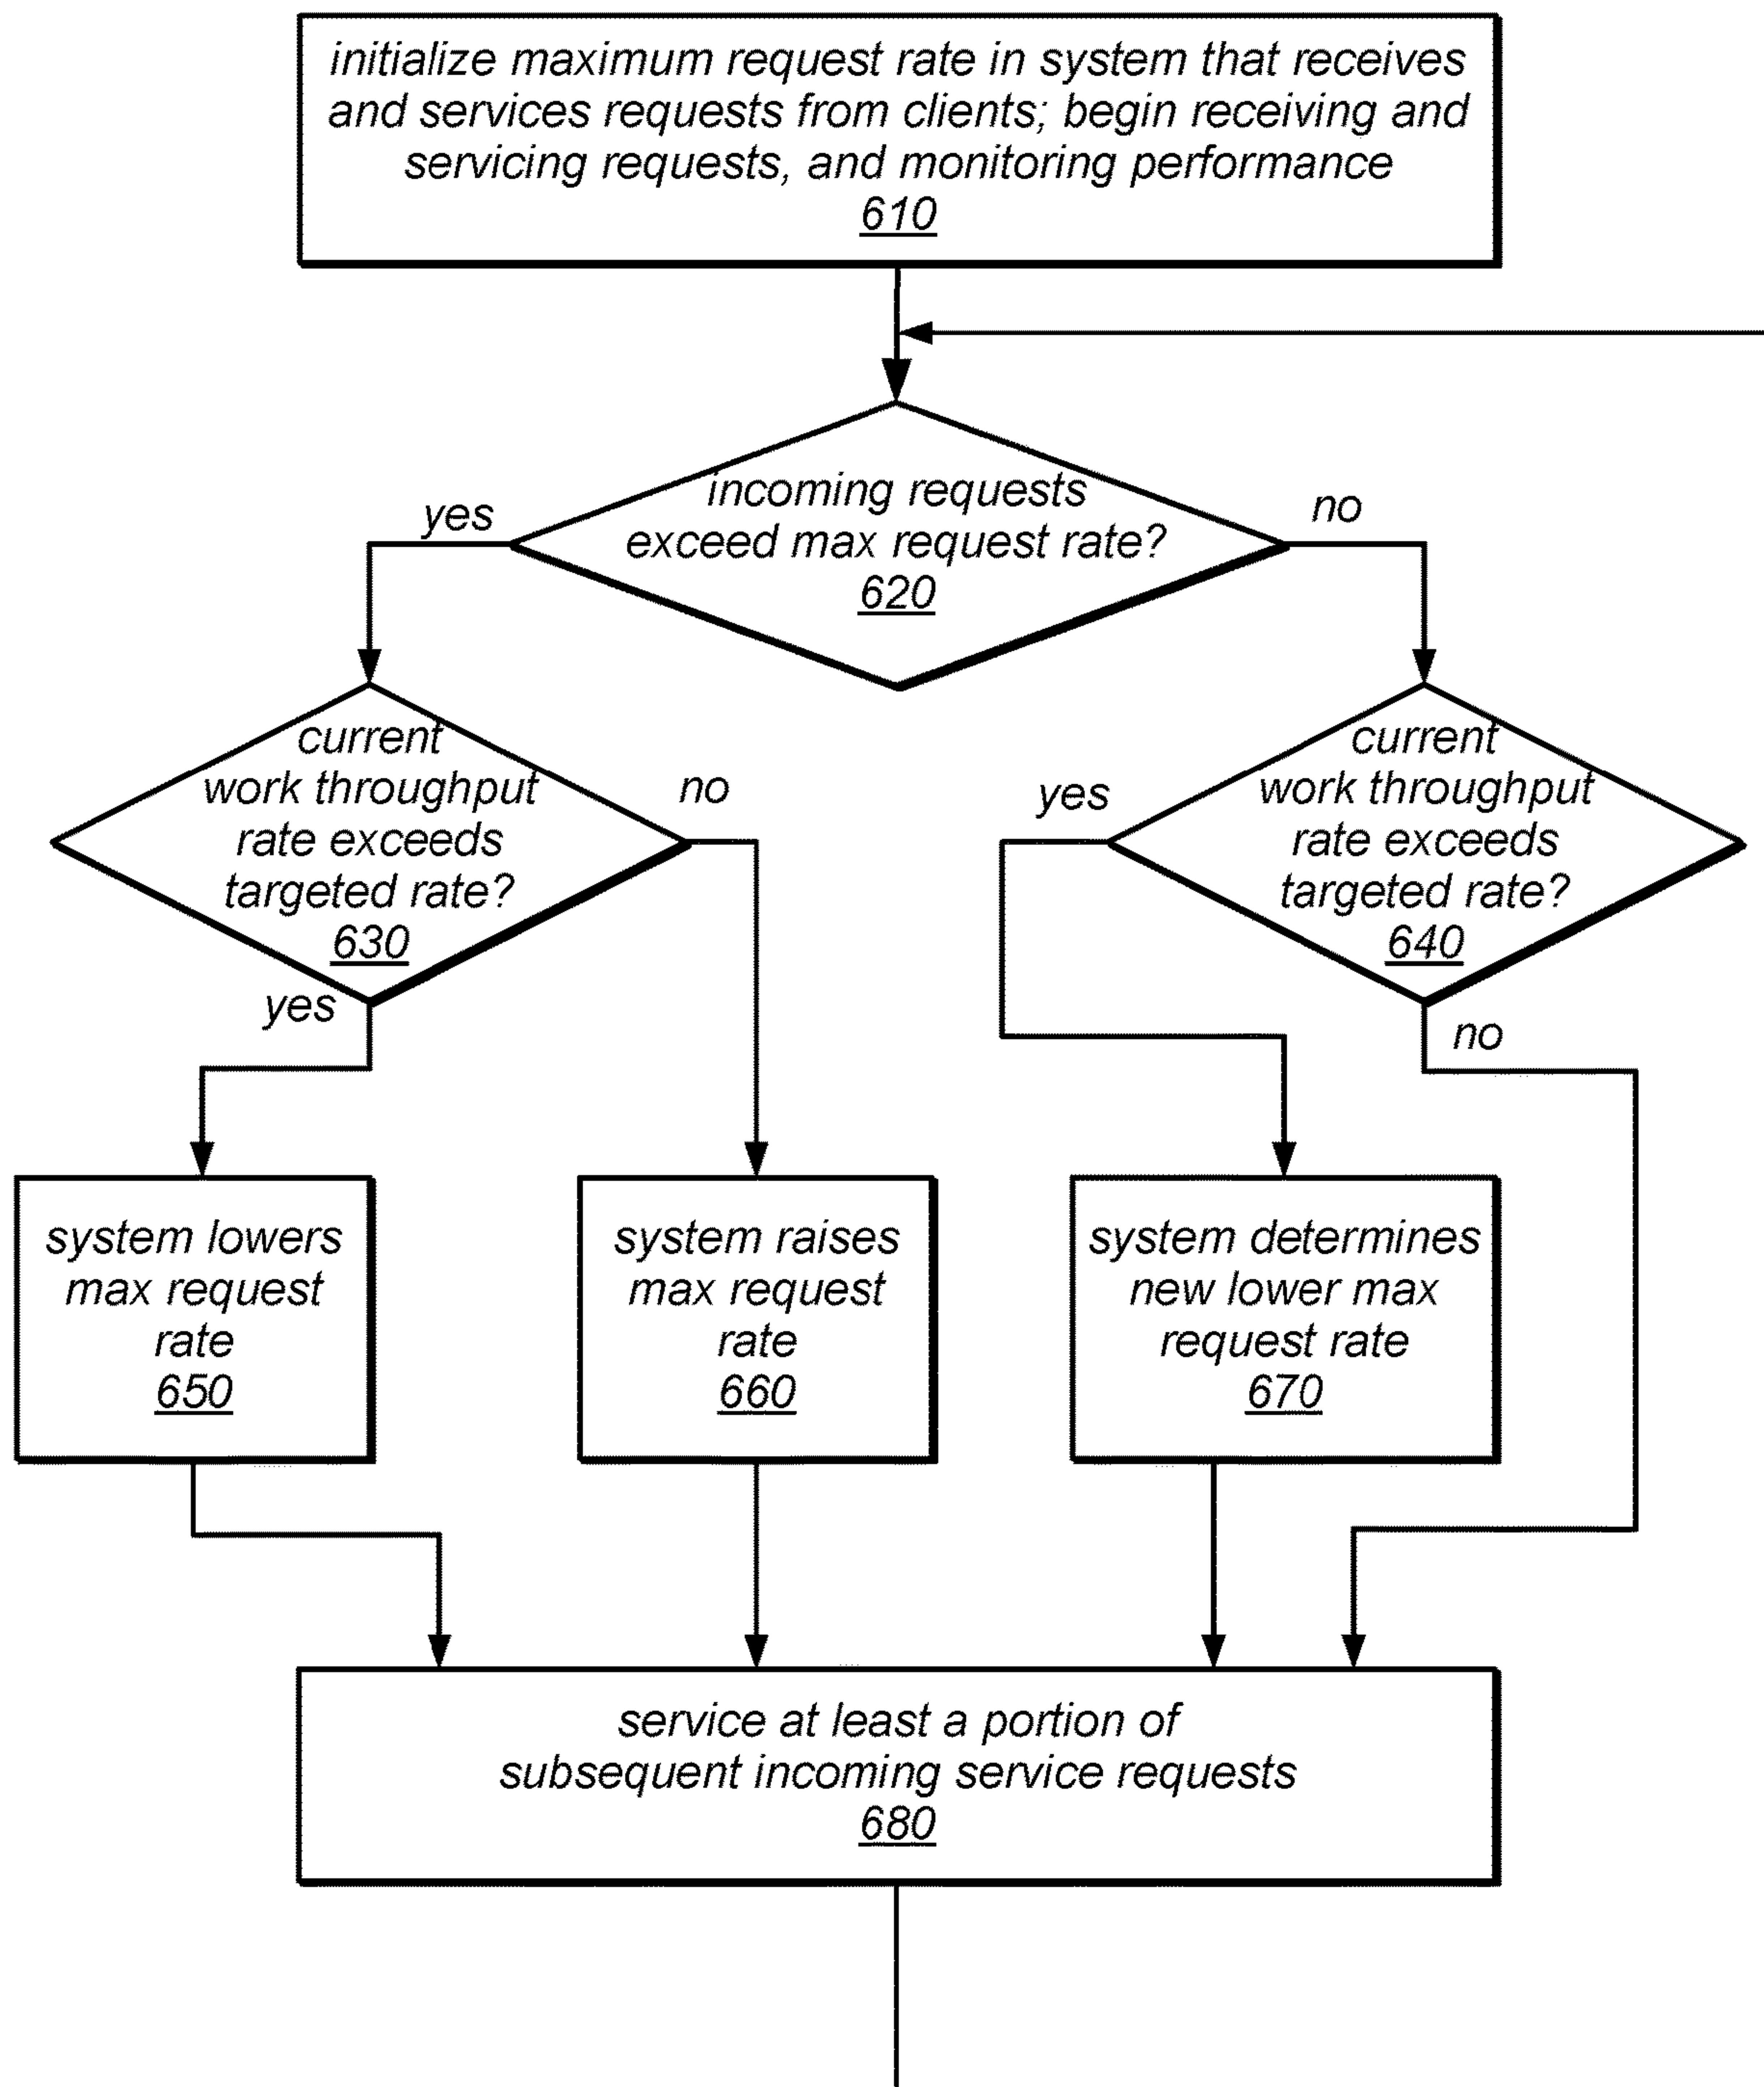 initialize maximum request rate in system that receives
and services requests from clients; begin receiving and
servicing requests, and monitoring performance
610
incoming requests
exceed max request rate?
620
yes
no
current
work throughput
rate exceeds
targeted rate?
630
yes
no
current
work throughput
rate exceeds
targeted rate?
640
yes
no
system lowers
max request
rate
650
system raises
max request
rate
660
system determines
new lower max
request rate
670
service at least a portion of
subsequent incoming service requests
680